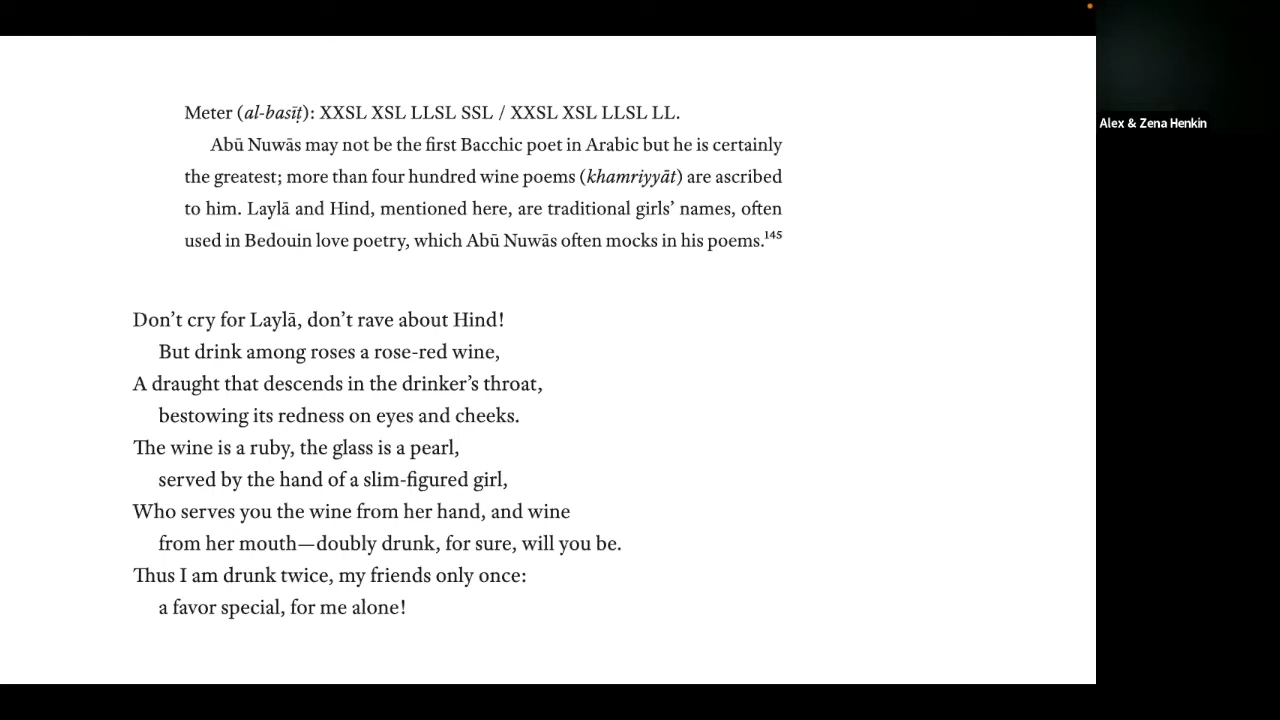 Meter (al-basīṭ): XXSL XSL LLSL SSL / XXSL XSL LLSL LL.
Abū Nuwās may not be the first Bacchic poet in Arabic but he is certainly
the greatest; more than four hundred wine poems (khamriyyāt) are ascribed
to him. Laylā and Hind, mentioned here, are traditional girls’ names, often
used in Bedouin love poetry, which Abū Nuwās often mocks in his poems.¹⁴⁵
Don’t cry for Laylā, don’t rave about Hind!
But drink among roses a rose-red wine,
A draught that descends in the drinker’s throat,
bestowing its redness on eyes and cheeks.
The wine is a ruby, the glass is a pearl,
served by the hand of a slim-figured girl,
Who serves you the wine from her hand, and wine
from her mouth—doubly drunk, for sure, will you be.
Thus I am drunk twice, my friends only once:
a favor special, for me alone!
Alex & Zena Henkin